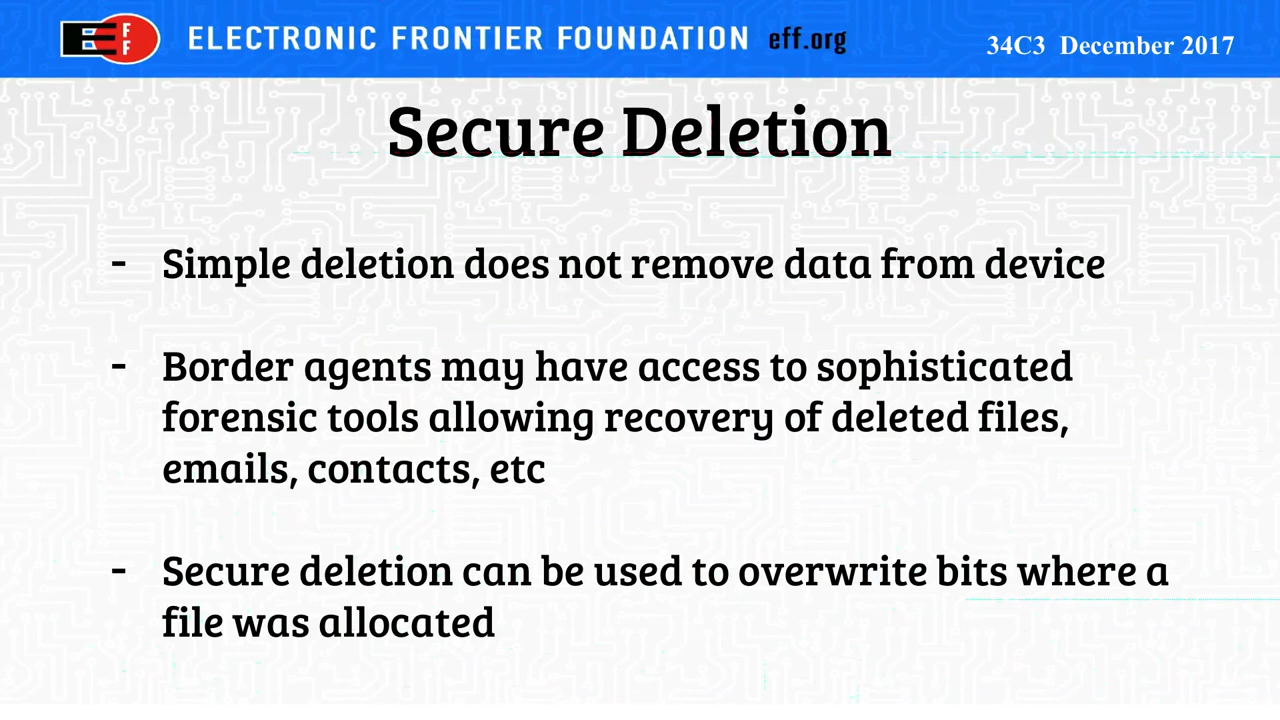 EFF ELECTRONIC FRONTIER FOUNDATION eff.org 34C3 December 2017
Secure Deletion
- Simple deletion does not remove data from device
- Border agents may have access to sophisticated
forensic tools allowing recovery of deleted files,
emails, contacts, etc
- Secure deletion can be used to overwrite bits where a
file was allocated